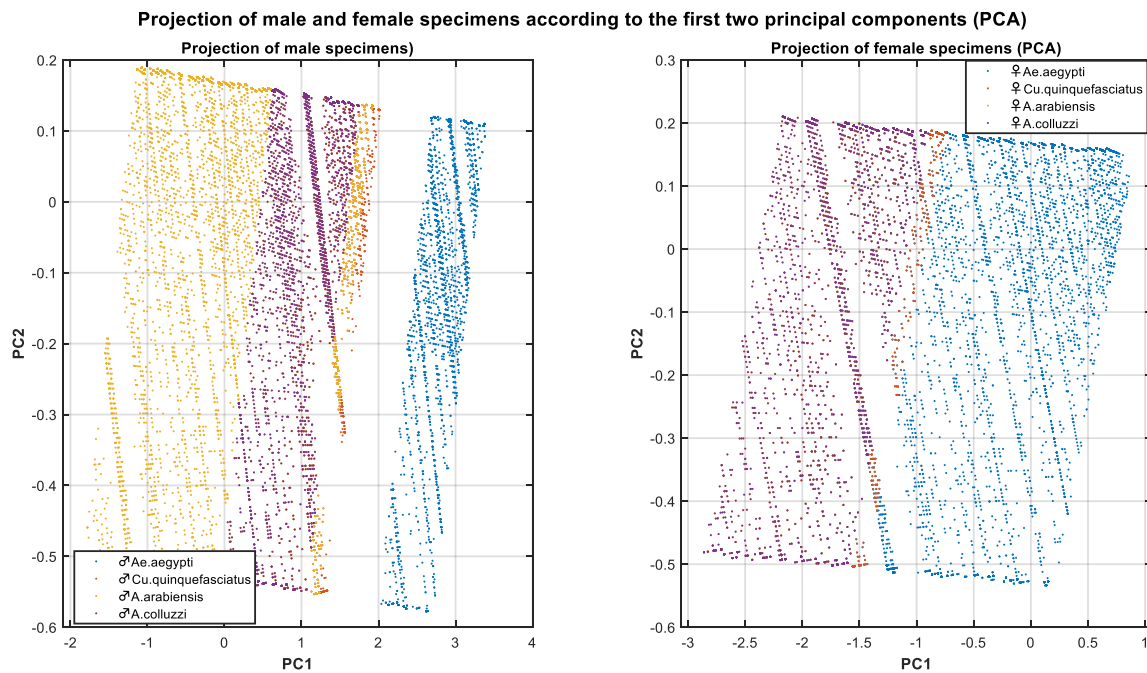 Projection of male and female specimens according to the first two principal components (PCA)
Projection of male specimens)
0.2
0.1
0
-0.1
-0.2
-0.3
-0.4
-0.5
-0.6
PC2
-2
-1
0
1
2
3
4
PC1
♂Ae.aegypti
♂Cu.quinquefasciatus
♂A.arabiensis
♂A.colluzzi
Projection of female specimens (PCA)
0.3
0.2
0.1
0
-0.1
-0.2
-0.3
-0.4
-0.5
-0.6
PC2
-3
-2.5
-2
-1.5
-1
-0.5
0
0.5
1
PC1
♀Ae.aegypti
♀Cu.quinquefasciatus
♀A.arabiensis
♀A.colluzzi